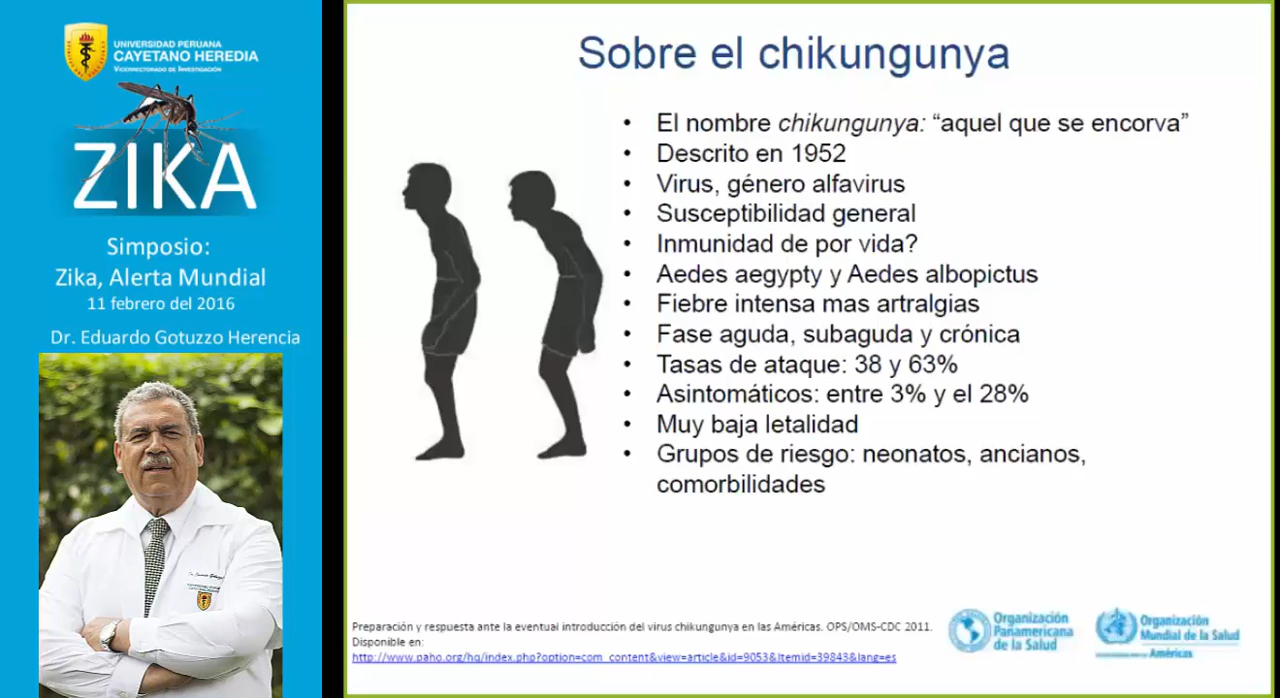 UNIVERSIDAD PERUANA
CAYETANO HEREDIA
VICERRECTORADO DE INVESTIGACIÓN
ZIKA
Simposio:
Zika, Alerta Mundial
11 febrero del 2016
Dr. Eduardo Gotuzzo Herencia
Sobre el chikungunya
• El nombre chikungunya: “aquel que se encorva”
• Descrito en 1952
• Virus, género alfavirus
• Susceptibilidad general
• Inmunidad de por vida?
• Aedes aegypty y Aedes albopictus
• Fiebre intensa mas artralgias
• Fase aguda, subaguda y crónica
• Tasas de ataque: 38 y 63%
• Asintomáticos: entre 3% y el 28%
• Muy baja letalidad
• Grupos de riesgo: neonatos, ancianos,
comorbilidades
Preparación y respuesta ante la eventual introducción del virus chikungunya en las Américas. OPS/OMS-CDC 2011.
Disponible en:
http://www.paho.org/hq/index.php?option=com_content&view=article&id=9053&Itemid=39843&lang=es
Organización
Panamericana
de la Salud
Organización
Mundial de la Salud
Américas